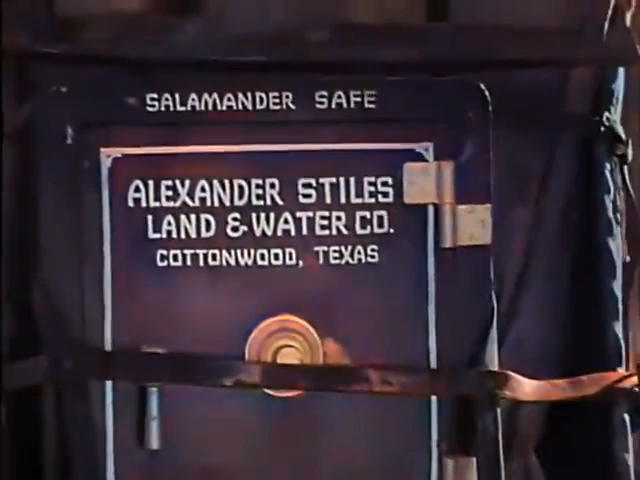 SALAMANDER SAFE
ALEXANDER STILES
LAND & WATER CO.
COTTONWOOD, TEXAS